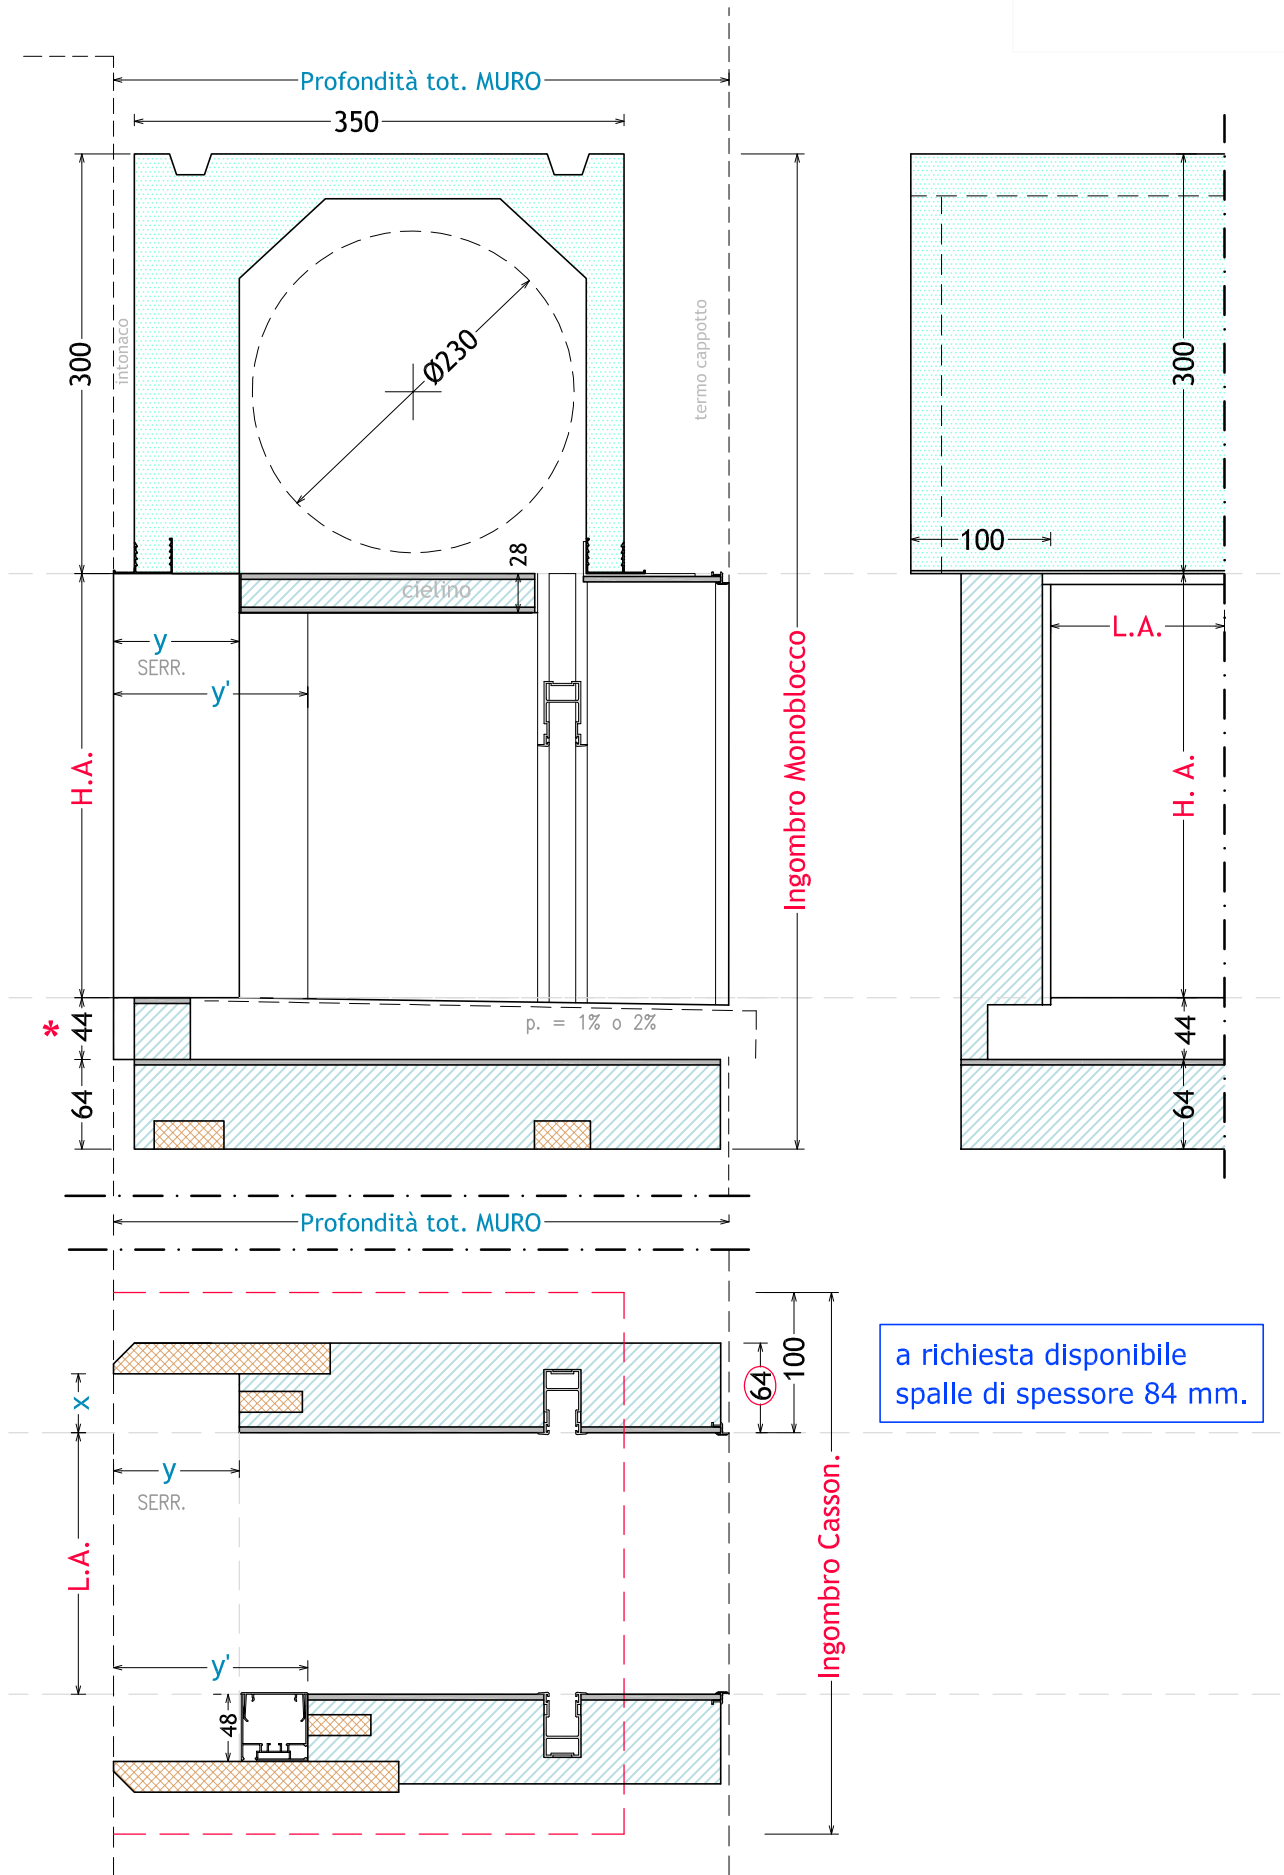 Profondità tot. MURO
350
300
intonaco
Ø230
termo cappotto
300
100
28
cielino
y
SERR.
y'
L.A.
H.A.
Ingombro Monoblocco
H. A.
*
44
p. = 1% o 2%
44
64
64
Profondità tot. MURO
100
64
x
a richiesta disponibile
spalle di spessore 84 mm.
y
SERR.
L.A.
Ingombro Casson.
y'
48